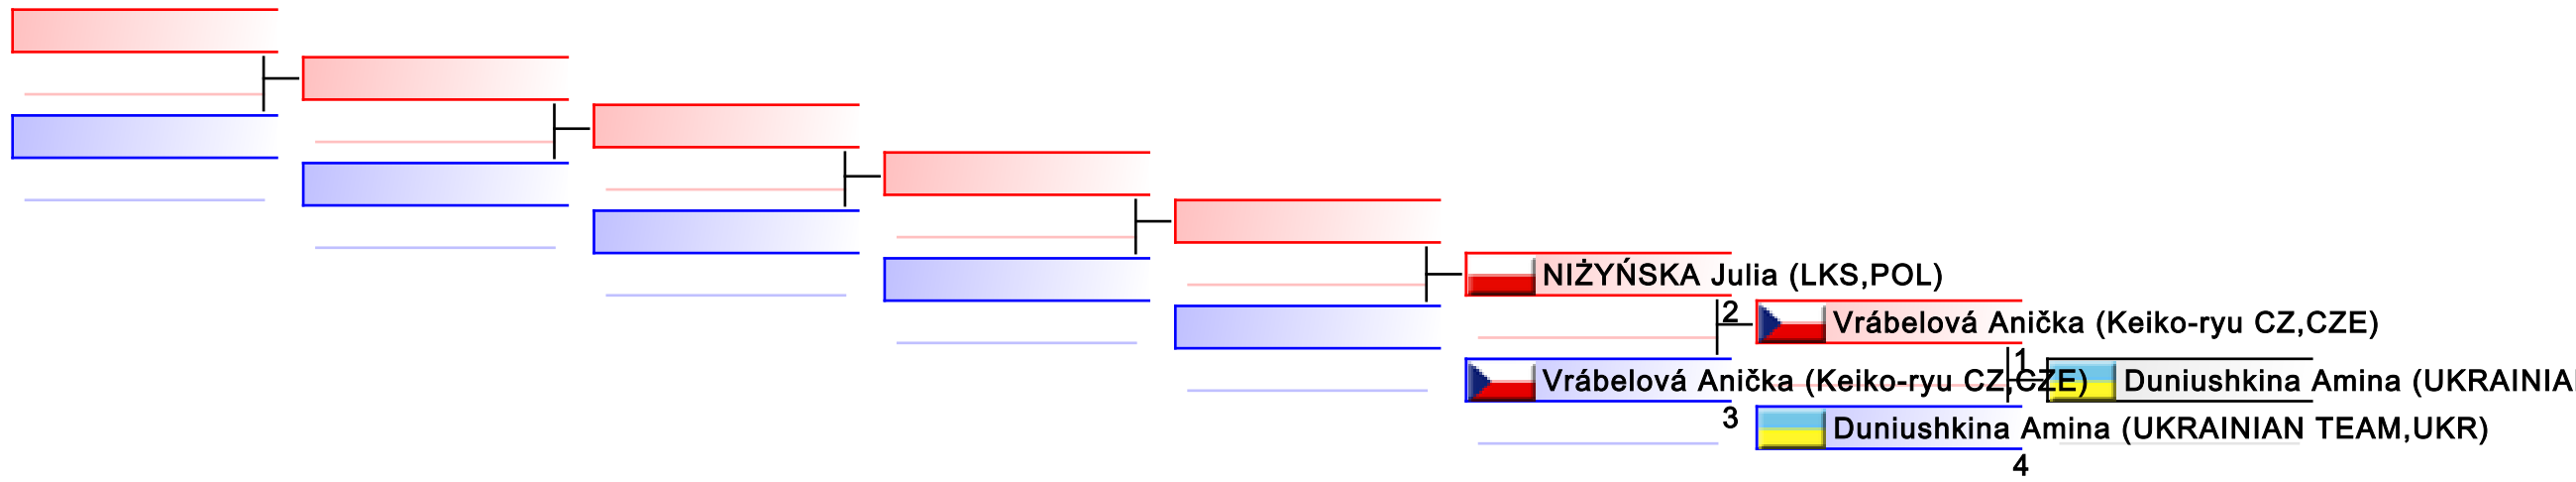 NIŻYŃSKA Julia (LKS,POL)
2
Vrábelová Anička (Keiko-ryu CZ,CZE)
1
Vrábelová Anička (Keiko-ryu CZ,CZE)
Duniushkina Amina (UKRAINIA
3
Duniushkina Amina (UKRAINIAN TEAM,UKR)
4